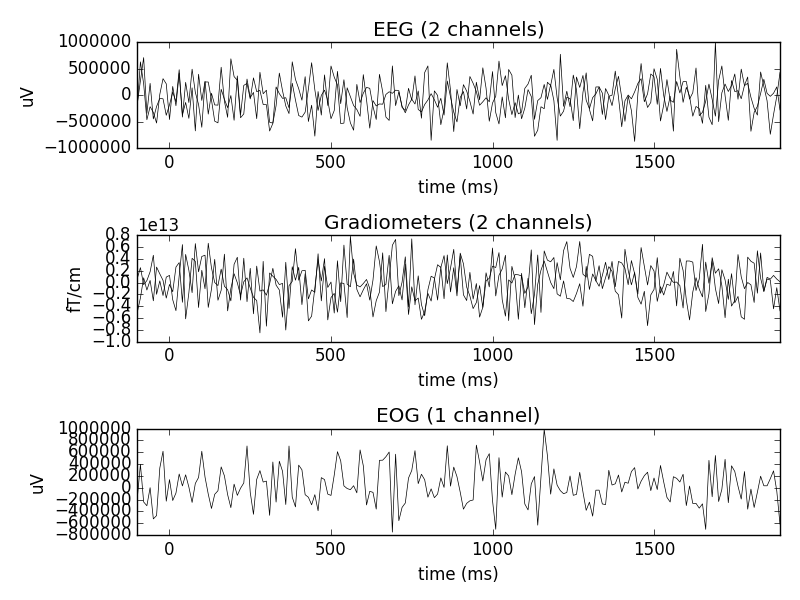 EEG (2 channels)
1000000
500000
0
−500000
−1000000
uV
0 500 1000 1500
time (ms)
1e13 Gradiometers (2 channels)
0.8
0.6
0.4
0.2
0.0
−0.2
−0.4
−0.6
−0.8
−1.0
fT/cm
0 500 1000 1500
time (ms)
EOG (1 channel)
1000000
800000
600000
400000
200000
0
−200000
−400000
−600000
−800000
uV
0 500 1000 1500
time (ms)